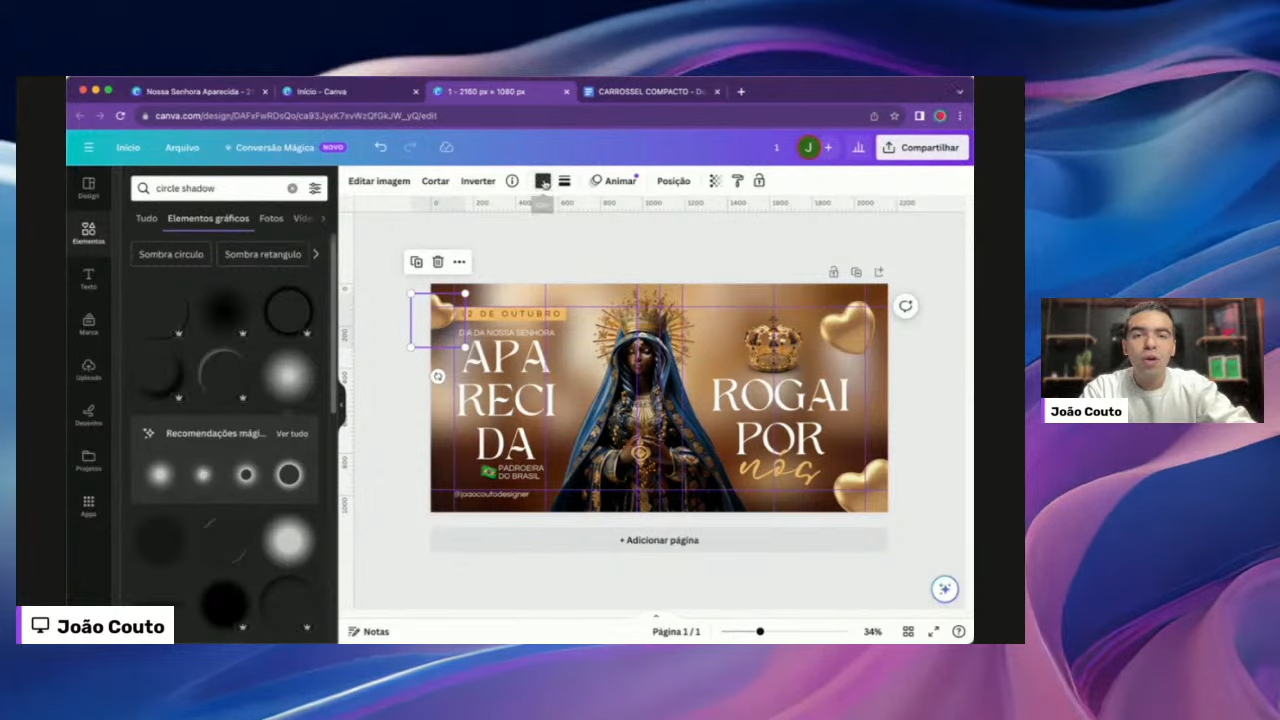 Nossa Senhora Aparecida - 2
Início - Canva
1 - 2160 px × 1080 px
CARROSSEL COMPACTO - Do
Início
Arquivo
Conversão Mágica
NOVO
1
J
Compartilhar
circle shadow
Editar imagem
Cortar
Inverter
Animar
Posição
Design
Elementos
Texto
Marca
Uploads
Desenho
Projetos
Apps
Tudo
Elementos gráficos
Fotos
Víde
Sombra circulo
Sombra retangulo
Recomendações mági...
Ver tudo
0
200
400
600
800
1000
1200
1400
1600
1800
2000
2200
2 DE OUTUBRO
DIA DA NOSSA SENHORA
APA
RECI
DA
PADROEIRA
DO BRASIL
@joaocoutodesigner
ROGAI
POR
nós
+ Adicionar página
Notas
Página 1 / 1
34%
João Couto
João Couto